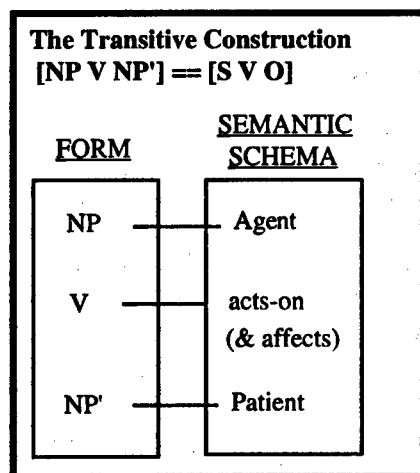 The Transitive Construction
[NP V NP'] == [S V O]
FORM
SEMANTIC
SCHEMA
NP Agent
V acts-on
(& affects)
NP' Patient